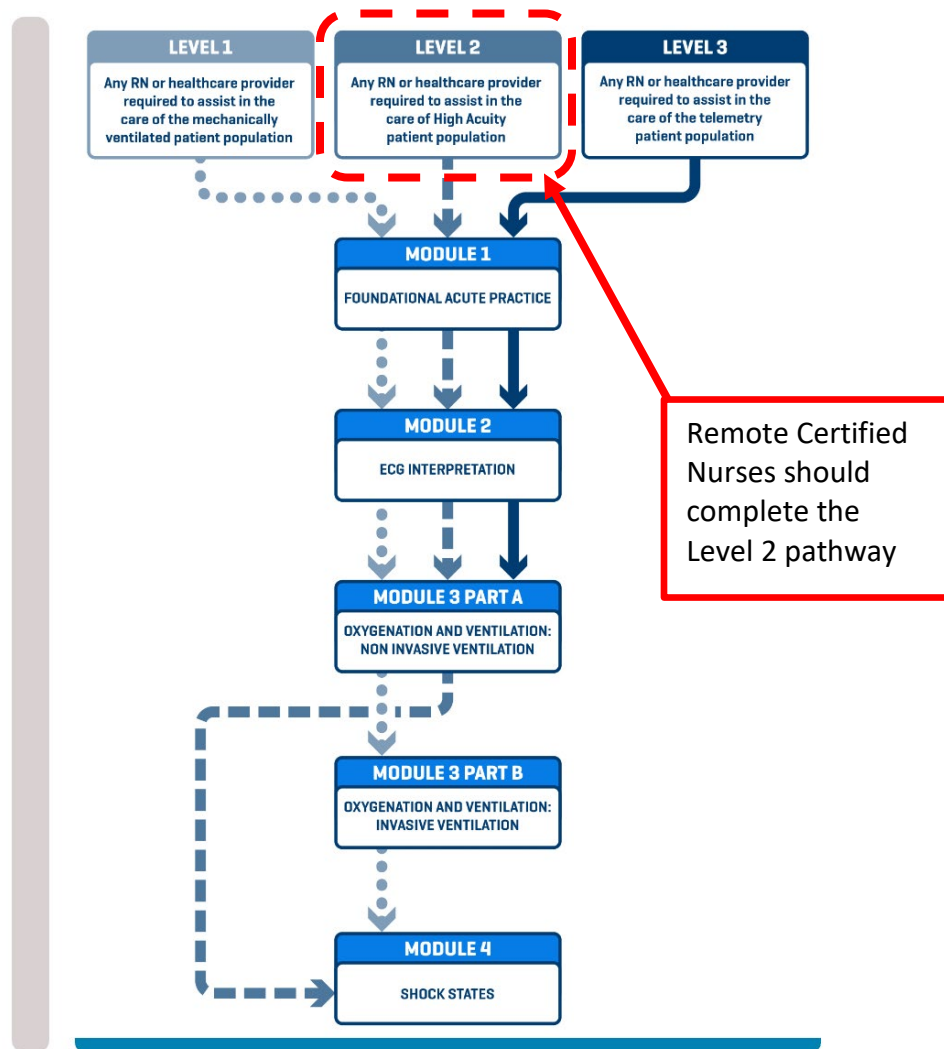 LEVEL 1
Any RN or healthcare provider
required to assist in the
care of the mechanically
ventilated patient population
LEVEL 2
Any RN or healthcare provider
required to assist in the
care of High Acuity
patient population
LEVEL 3
Any RN or healthcare provider
required to assist in the
care of the telemetry
patient population
MODULE 1
FOUNDATIONAL ACUTE PRACTICE
MODULE 2
ECG INTERPRETATION
Remote Certified
Nurses should
complete the
Level 2 pathway
MODULE 3 PART A
OXYGENATION AND VENTILATION:
NON INVASIVE VENTILATION
MODULE 3 PART B
OXYGENATION AND VENTILATION:
INVASIVE VENTILATION
MODULE 4
SHOCK STATES